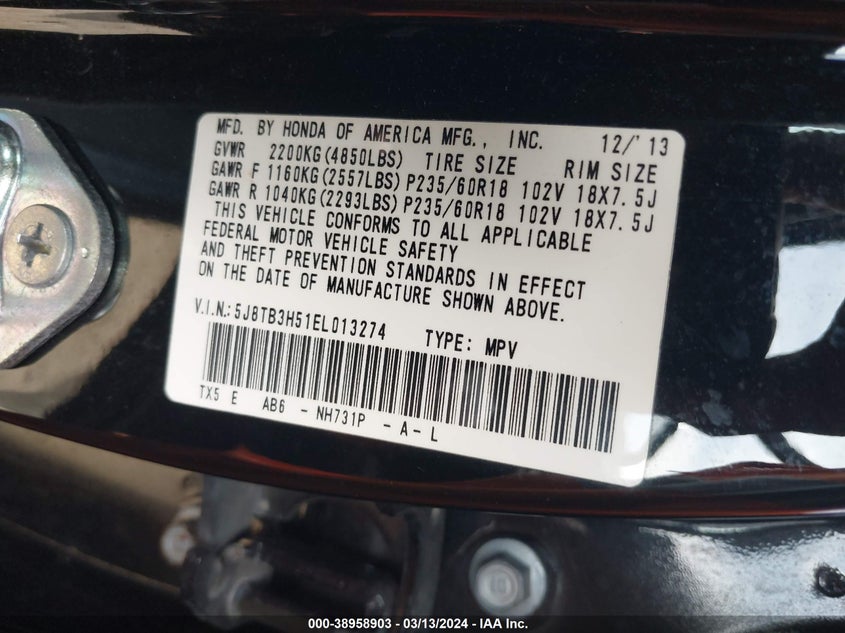 MFD. BY HONDA OF AMERICA MFG., INC. 12/'13
GVWR 2200KG(4850LBS) TIRE SIZE RIM SIZE
GAWR F 1160KG(2557LBS) P235/60R18 102V 18X7.5J
GAWR R 1040KG(2293LBS) P235/60R18 102V 18X7.5J
THIS VEHICLE CONFORMS TO ALL APPLICABLE
FEDERAL MOTOR VEHICLE SAFETY
AND THEFT PREVENTION STANDARDS IN EFFECT
ON THE DATE OF MANUFACTURE SHOWN ABOVE.
V.I.N.:5J8TB3H51EL013274 TYPE: MPV
TX5 E AB6 - NH731P - A - L
000-38958903 / 03/13/2024 - IAA Inc.